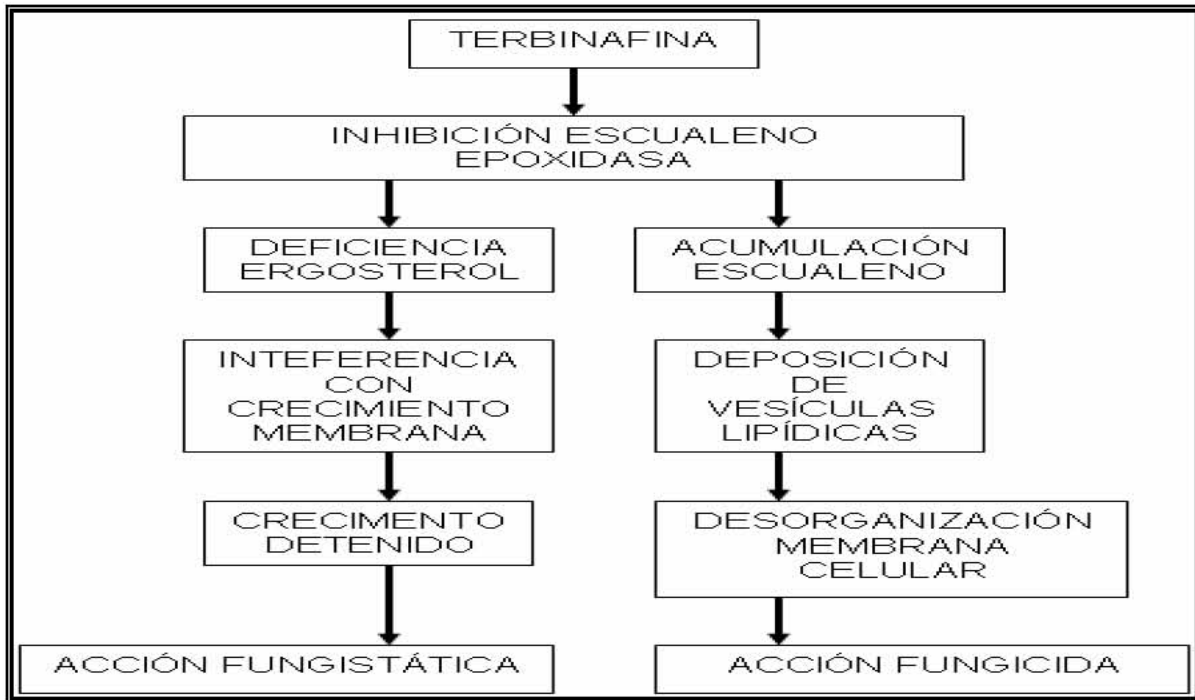 TERBINAFINA
INHIBICIÓN ESCUALENO
EPOXIDASA
DEFICIENCIA
ERGOSTEROL
ACUMULACIÓN
ESCUALENO
INTEFERENCIA
CON
CRECIMIENTO
MEMBRANA
DEPOSICIÓN
DE
VESÍCULAS
LIPÍDICAS
CRECIMENTO
DETENIDO
DESORGANIZACIÓN
MEMBRANA
CELULAR
ACCIÓN FUNGISTÁTICA
ACCIÓN FUNGICIDA